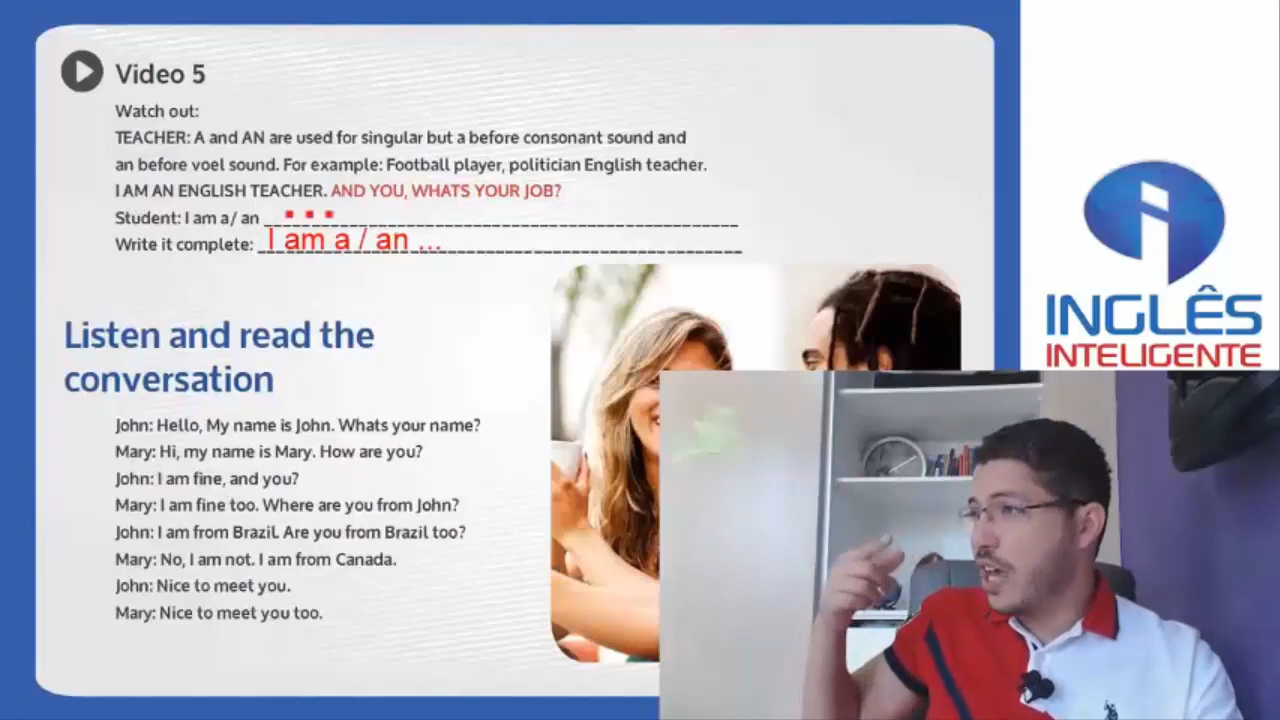 Video 5
Watch out:
TEACHER: A and AN are used for singular but a before consonant sound and
an before voel sound. For example: Football player, politician English teacher.
I AM AN ENGLISH TEACHER. AND YOU, WHATS YOUR JOB?
Student: I am a/ an ...
Write it complete: I am a / an ...
Listen and read the
conversation
John: Hello, My name is John. Whats your name?
Mary: Hi, my name is Mary. How are you?
John: I am fine, and you?
Mary: I am fine too. Where are you from John?
John: I am from Brazil. Are you from Brazil too?
Mary: No, I am not. I am from Canada.
John: Nice to meet you.
Mary: Nice to meet you too.
INGLÊS
INTELIGENTE